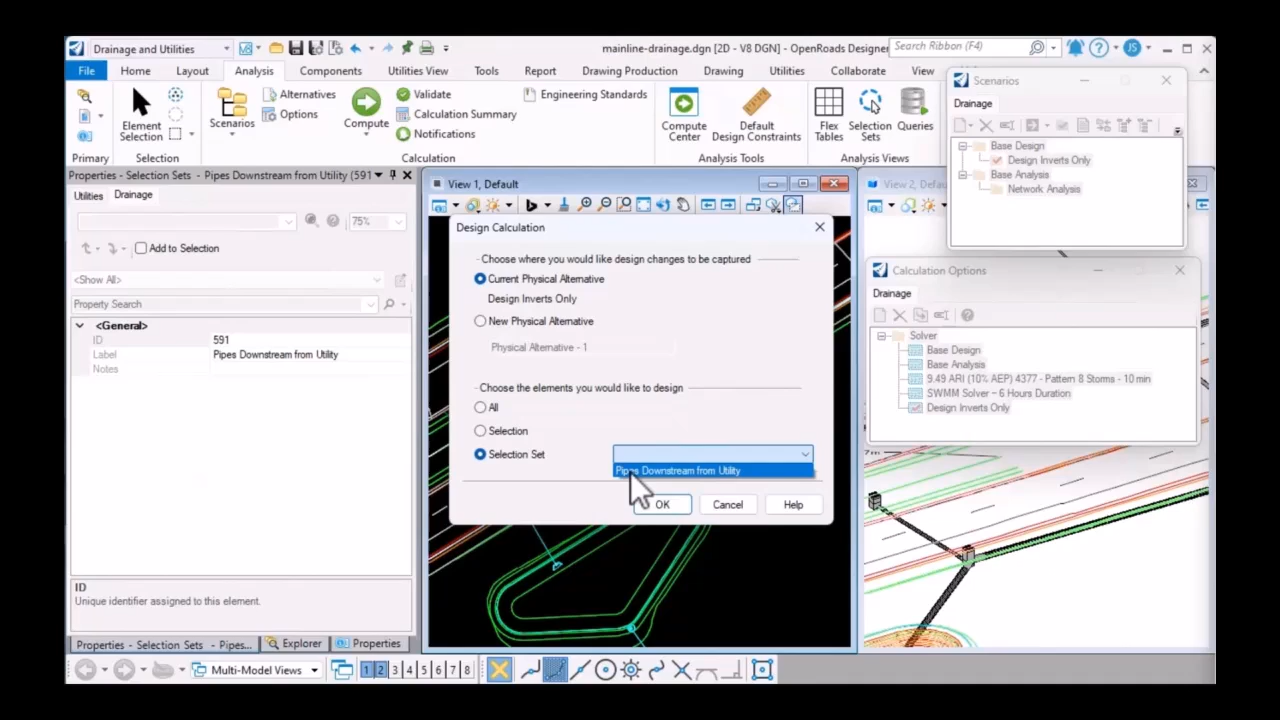 Drainage and Utilities
mainline-drainage.dgn [2D - V8 DGN] - OpenRoads Designer
Search Ribbon (F4)
JS
File
Home
Layout
Analysis
Components
Utilities View
Tools
Report
Drawing Production
Drawing
Utilities
Collaborate
View
Element
Selection
Scenarios
Alternatives
Options
Compute
Validate
Calculation Summary
Notifications
Engineering Standards
Compute
Center
Default
Design Constraints
Flex
Tables
Selection
Sets
Queries
Primary
Selection
Calculation
Analysis Tools
Analysis Views
Scenarios
Drainage
Base Design
Design Inverts Only
Base Analysis
Network Analysis
Properties - Selection Sets - Pipes Downstream from Utility (591
Utilities
Drainage
75%
Add to Selection
<Show All>
Property Search
<General>
ID
591
Label
Pipes Downstream from Utility
Notes
ID
Unique identifier assigned to this element.
Properties - Selection Sets - Pipes...
Explorer
Properties
View 1, Default
View 2, Defau
Design Calculation
Choose where you would like design changes to be captured
Current Physical Alternative
Design Inverts Only
New Physical Alternative
Physical Alternative - 1
Choose the elements you would like to design
All
Selection
Selection Set
Pipes Downstream from Utility
OK
Cancel
Help
Calculation Options
Drainage
Solver
Base Design
Base Analysis
9.49 ARI (10% AEP) 4377 - Pattern 8 Storms - 10 min
SWMM Solver – 6 Hours Duration
Design Inverts Only
Multi-Model Views
1 2 3 4 5 6 7 8